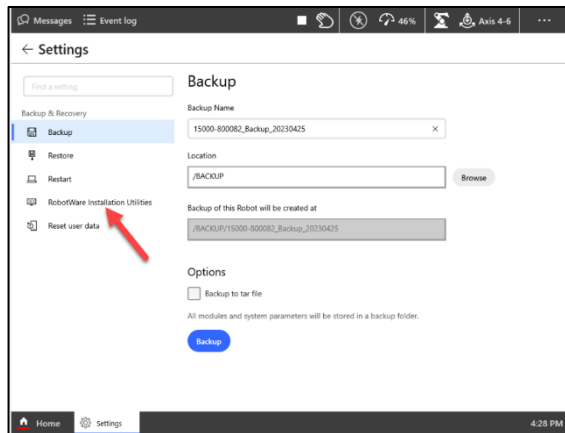 Messages Event log 46% Axis 4-6 ...
← Settings
Find a setting
Backup & Recovery
Backup
Restore
Restart
RobotWare Installation Utilities
Reset user data
Backup
Backup Name
15000-800082_Backup_20230425
Location
/BACKUP
Browse
Backup of this Robot will be created at
/BACKUP/15000-800082_Backup_20230425
Options
Backup to tar file
All modules and system parameters will be stored in a backup folder.
Backup
Home Settings 4:28 PM